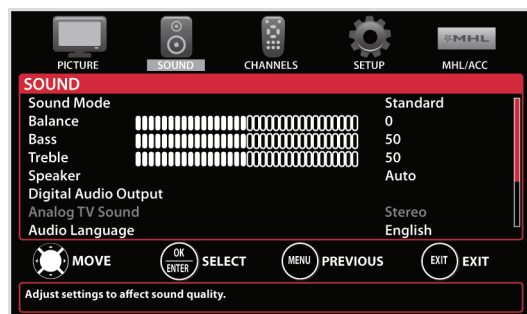 MHL
PICTURE SOUND CHANNELS SETUP MHL/ACC
SOUND
Sound Mode Standard
Balance 0
Bass 50
Treble 50
Speaker Auto
Digital Audio Output
Analog TV Sound Stereo
Audio Language English
MOVE OK ENTER SELECT MENU PREVIOUS EXIT EXIT
Adjust settings to affect sound quality.